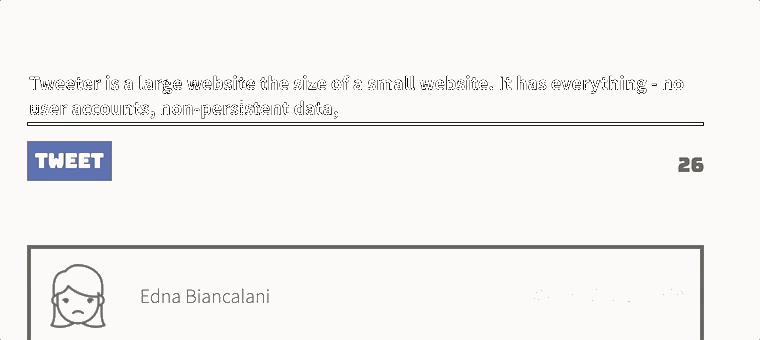 Tweeter is a large website the size of a small website. It has everything - no
user accounts, non-persistent data,
TWEET
26
Edna Biancalani